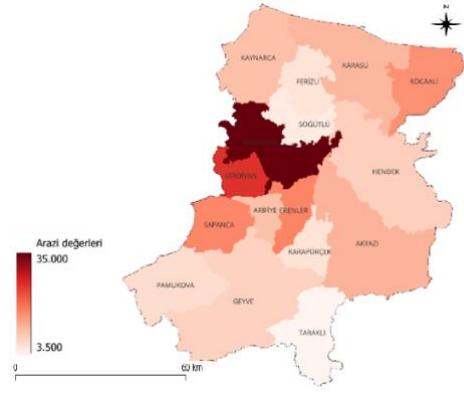 N
KAYNARCA
KARASU
KOCAALİ
FERİZLİ
SÖĞÜTLÜ
HENDEK
SERDİVAN
ARİFİYE ERENLER
SAPANCA
AKYAZI
KARAPÜRÇEK
PAMUKOVA
GEYVE
TARAKLI
Arazi değerleri
35.000
3.500
0
60 km